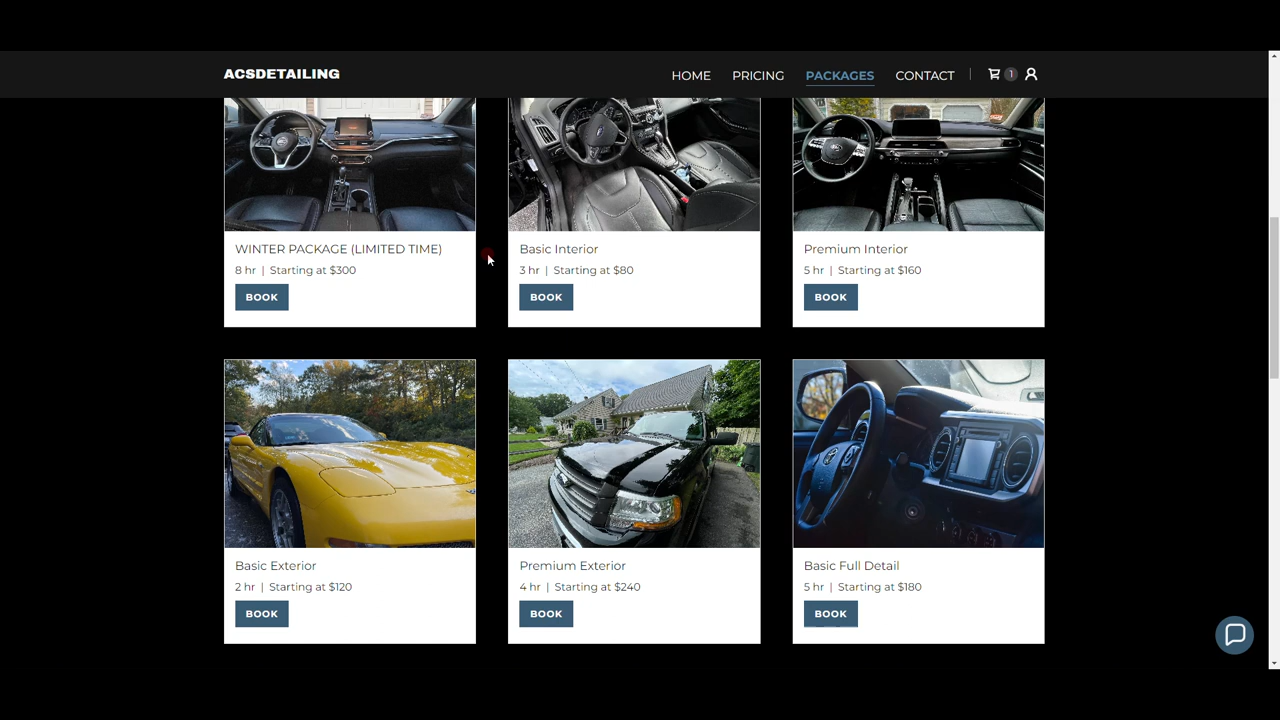 ACSDETAILING
HOME PRICING PACKAGES CONTACT 1
WINTER PACKAGE (LIMITED TIME)
8 hr | Starting at $300
BOOK
Basic Interior
3 hr | Starting at $80
BOOK
Premium Interior
5 hr | Starting at $160
BOOK
Basic Exterior
2 hr | Starting at $120
BOOK
Premium Exterior
4 hr | Starting at $240
BOOK
Basic Full Detail
5 hr | Starting at $180
BOOK